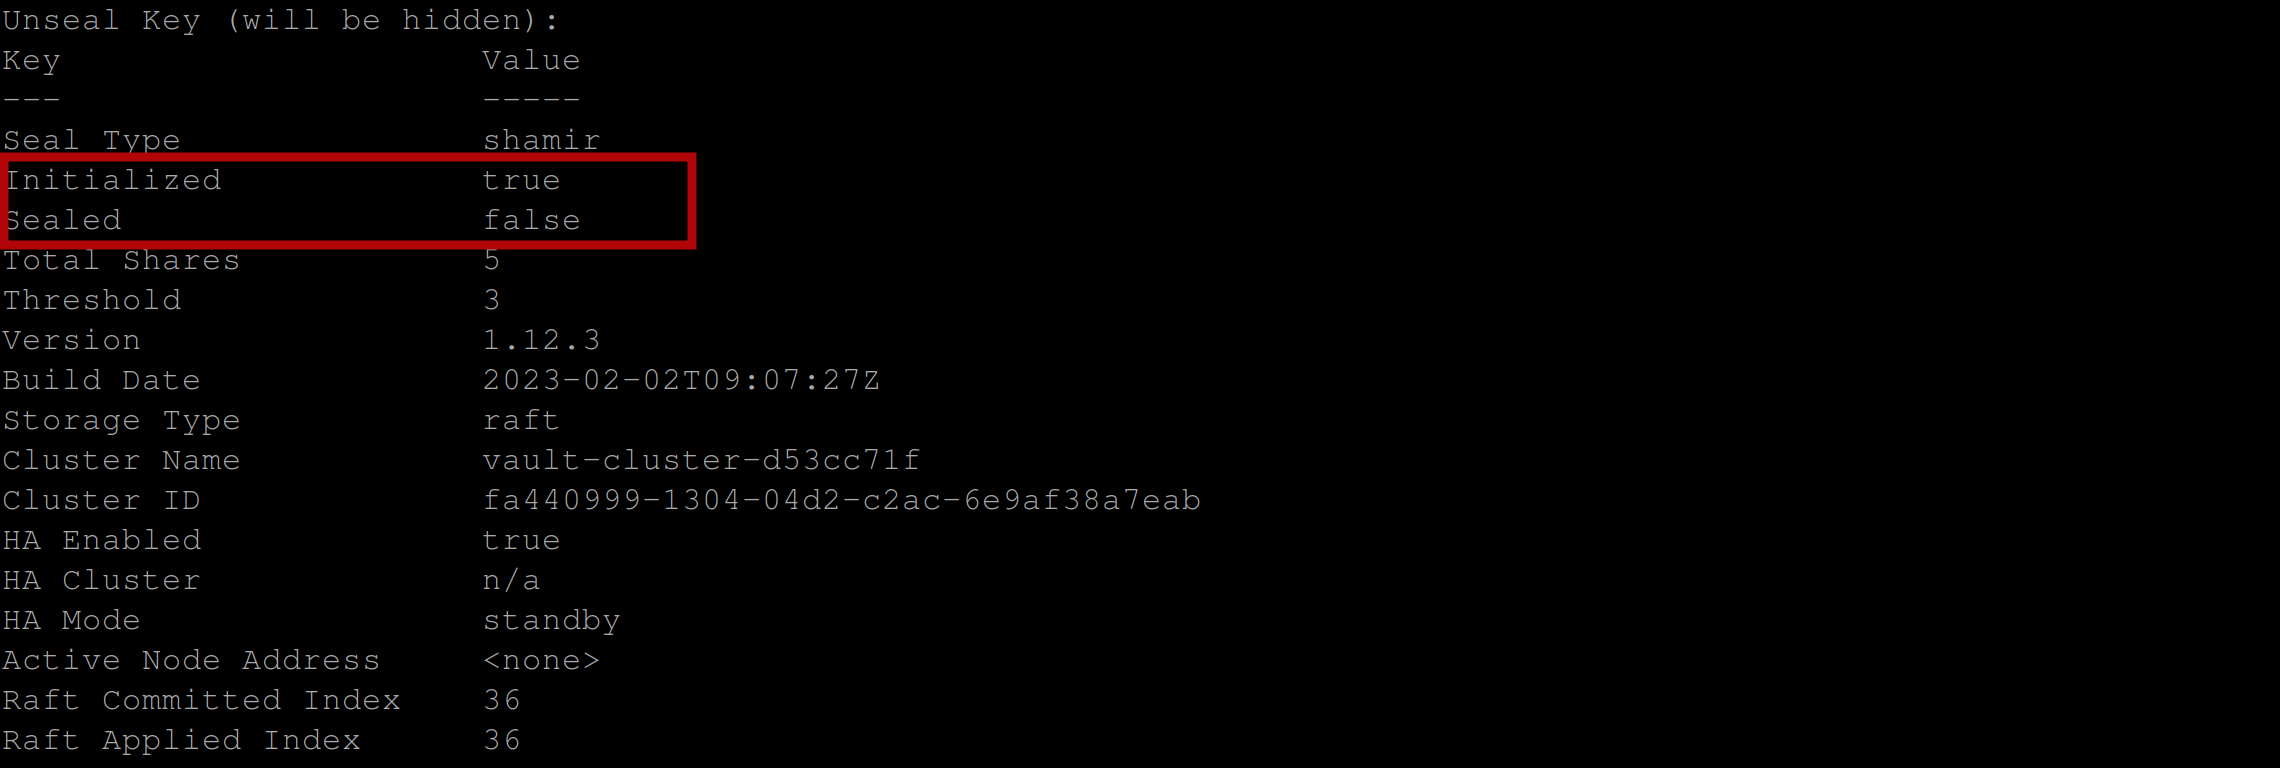 Unseal Key (will be hidden):
Key Value
--- -----
Seal Type shamir
Initialized true
Sealed false
Total Shares 5
Threshold 3
Version 1.12.3
Build Date 2023-02-02T09:07:27Z
Storage Type raft
Cluster Name vault-cluster-d53cc71f
Cluster ID fa440999-1304-04d2-c2ac-6e9af38a7eab
HA Enabled true
HA Cluster n/a
HA Mode standby
Active Node Address <none>
Raft Committed Index 36
Raft Applied Index 36